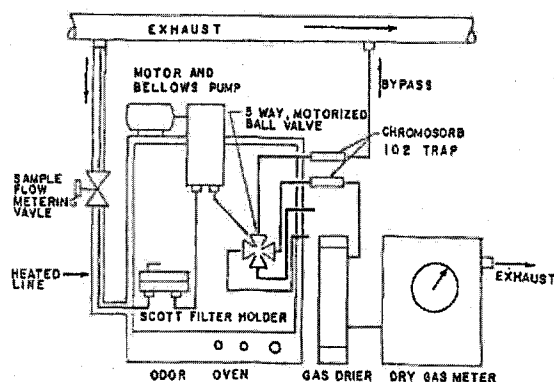 EXHAUST
MOTOR AND
BELLOWS PUMP
BYPASS
5 WAY, MOTORIZED
BALL VALVE
CHROMOSORB
102 TRAP
SAMPLE
FLOW
METERING
VAVLE
HEATED
LINE
EXHAUST
SCOTT FILTER HOLDER
ODOR OVEN
GAS DRIER
DRY GAS METER